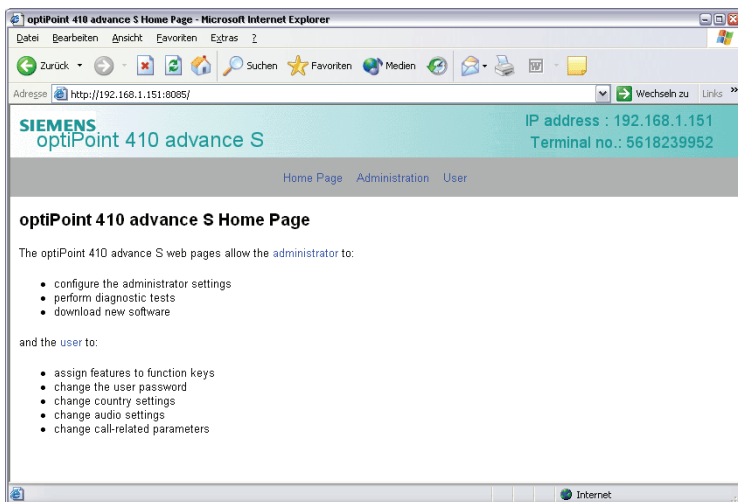 optiPoint 410 advance S Home Page - Microsoft Internet Explorer
Datei Bearbeiten Ansicht Favoriten Extras ?
Zurück Suchen Favoriten Medien
Adresse http://192.168.1.151:8085/ Wechseln zu Links »
SIEMENS
optiPoint 410 advance S
IP address : 192.168.1.151
Terminal no.: 5618239952
Home Page Administration User
optiPoint 410 advance S Home Page
The optiPoint 410 advance S web pages allow the administrator to:
• configure the administrator settings
• perform diagnostic tests
• download new software
and the user to:
• assign features to function keys
• change the user password
• change country settings
• change audio settings
• change call-related parameters
Internet